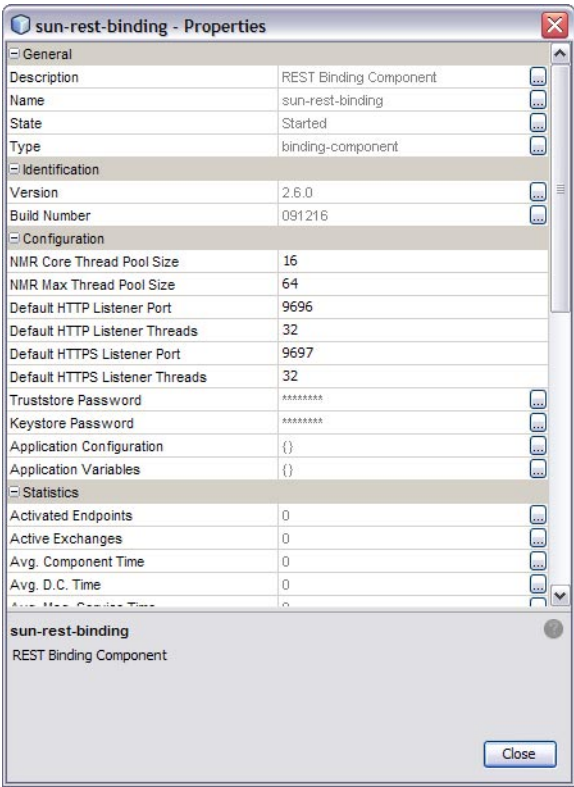 sun-rest-binding - Properties
General
Description REST Binding Component ...
Name sun-rest-binding ...
State Started ...
Type binding-component ...
Identification
Version 2.6.0 ...
Build Number 091216 ...
Configuration
NMR Core Thread Pool Size 16
NMR Max Thread Pool Size 64
Default HTTP Listener Port 9696
Default HTTP Listener Threads 32
Default HTTPS Listener Port 9697
Default HTTPS Listener Threads 32
Truststore Password ******** ...
Keystore Password ******** ...
Application Configuration {} ...
Application Variables {} ...
Statistics
Activated Endpoints 0 ...
Active Exchanges 0 ...
Avg. Component Time 0 ...
Avg. D.C. Time 0 ...
sun-rest-binding ?
REST Binding Component
Close